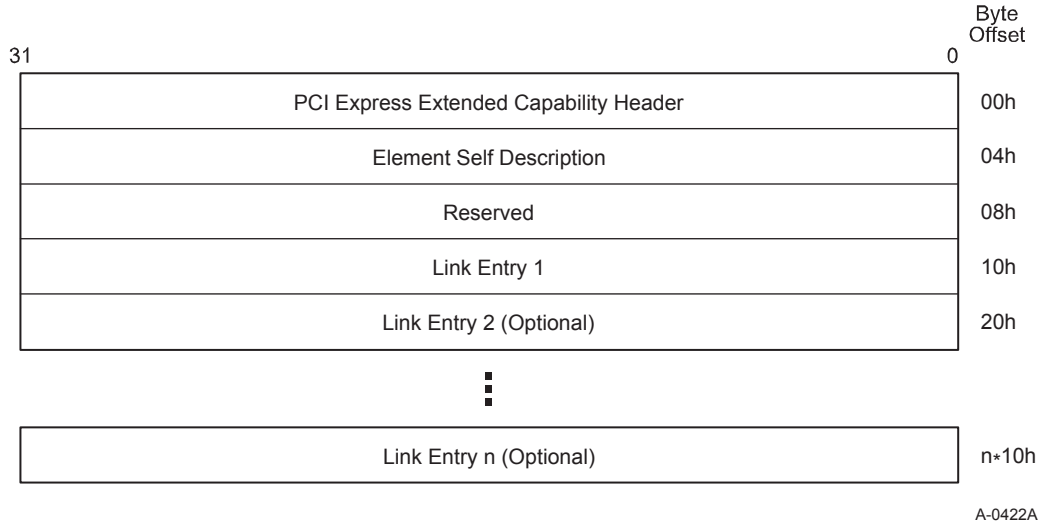 Byte
Offset
31 0
PCI Express Extended Capability Header 00h
Element Self Description 04h
Reserved 08h
Link Entry 1 10h
Link Entry 2 (Optional) 20h
Link Entry n (Optional) n*10h
A-0422A